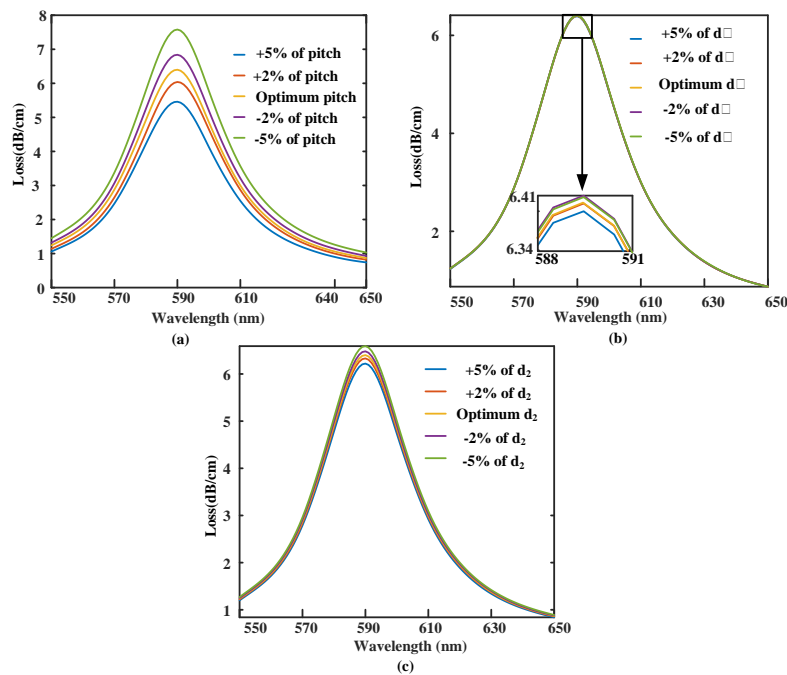 8
7
6
5
4
3
2
1
0
Loss(dB/cm)
+5% of pitch
+2% of pitch
Optimum pitch
-2% of pitch
-5% of pitch
550 570 590 610 640 650
Wavelength (nm)
(a)
6
4
2
Loss(dB/cm)
+5% of d□
+2% of d□
Optimum d□
-2% of d□
-5% of d□
6.41
6.34
588 591
550 570 590 610 630 650
Wavelength (nm)
(b)
6
5
4
3
2
1
Loss(dB/cm)
+5% of d₂
+2% of d₂
Optimum d₂
-2% of d₂
-5% of d₂
550 570 590 610 630 650
Wavelength (nm)
(c)